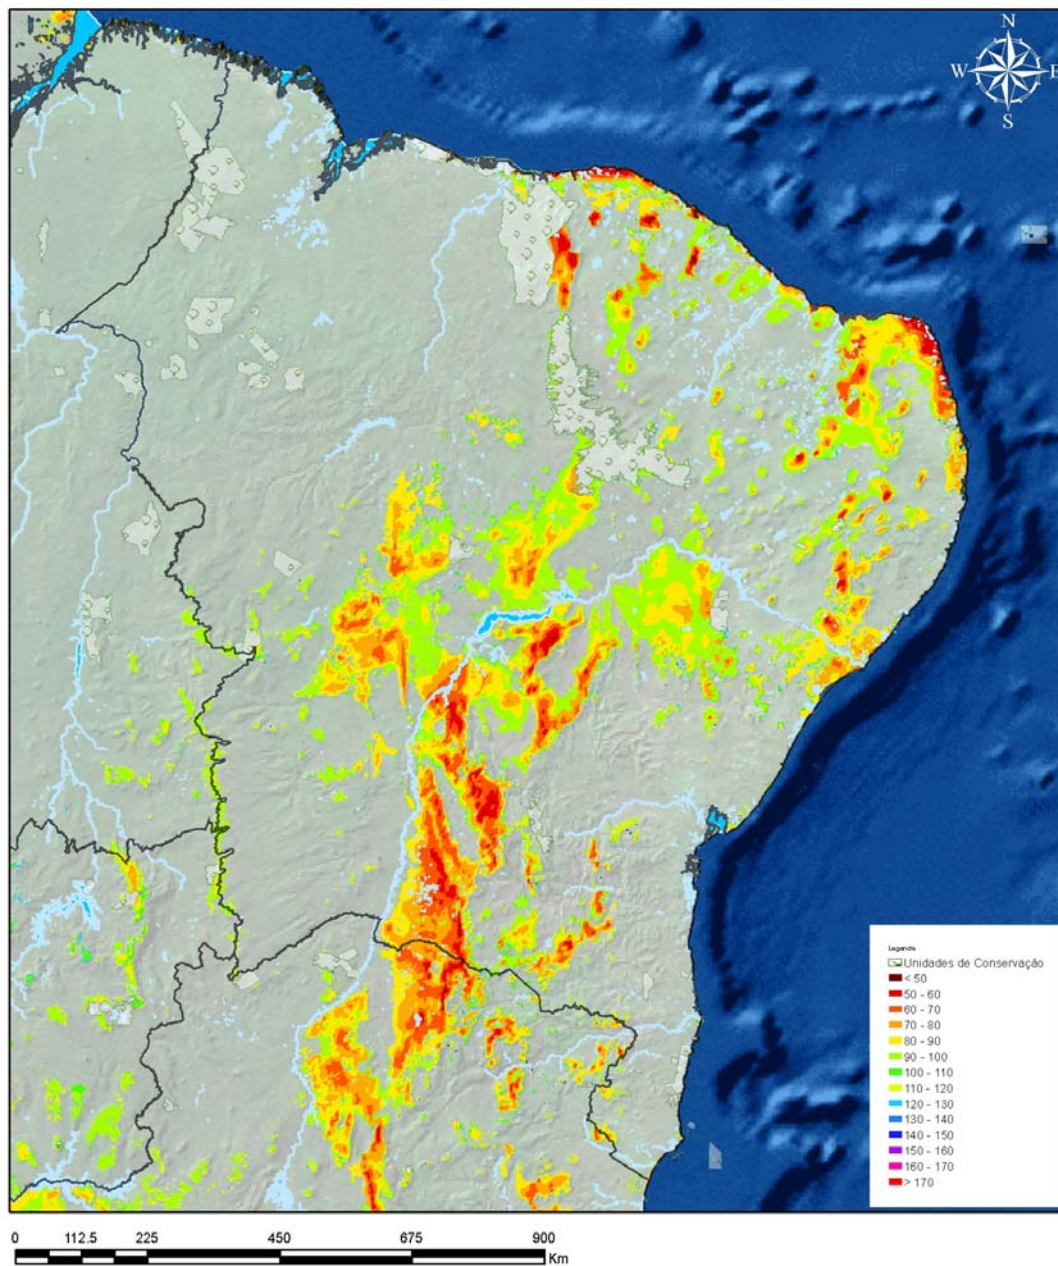 N
W E
S
Legenda
Unidades de Conservação
< 50
50 - 60
60 - 70
70 - 80
80 - 90
90 - 100
100 - 110
110 - 120
120 - 130
130 - 140
140 - 150
150 - 160
160 - 170
> 170
0 112.5 225 450 675 900
Km